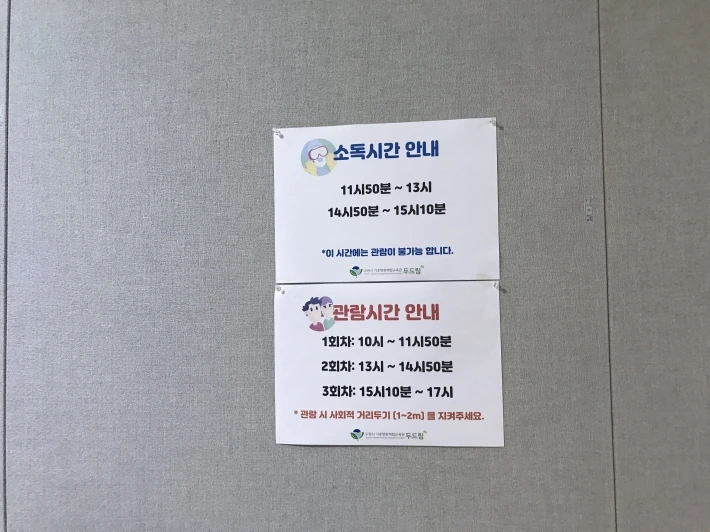 소독시간 안내
11시50분 ~ 13시
14시50분 ~ 15시10분
*이 시간에는 관람이 불가능 합니다.
두드림
관람시간 안내
1회차: 10시 ~ 11시50분
2회차: 13시 ~ 14시50분
3회차: 15시10분 ~ 17시
* 관람 시 사회적 거리두기 (1~2m) 를 지켜주세요.
두드림